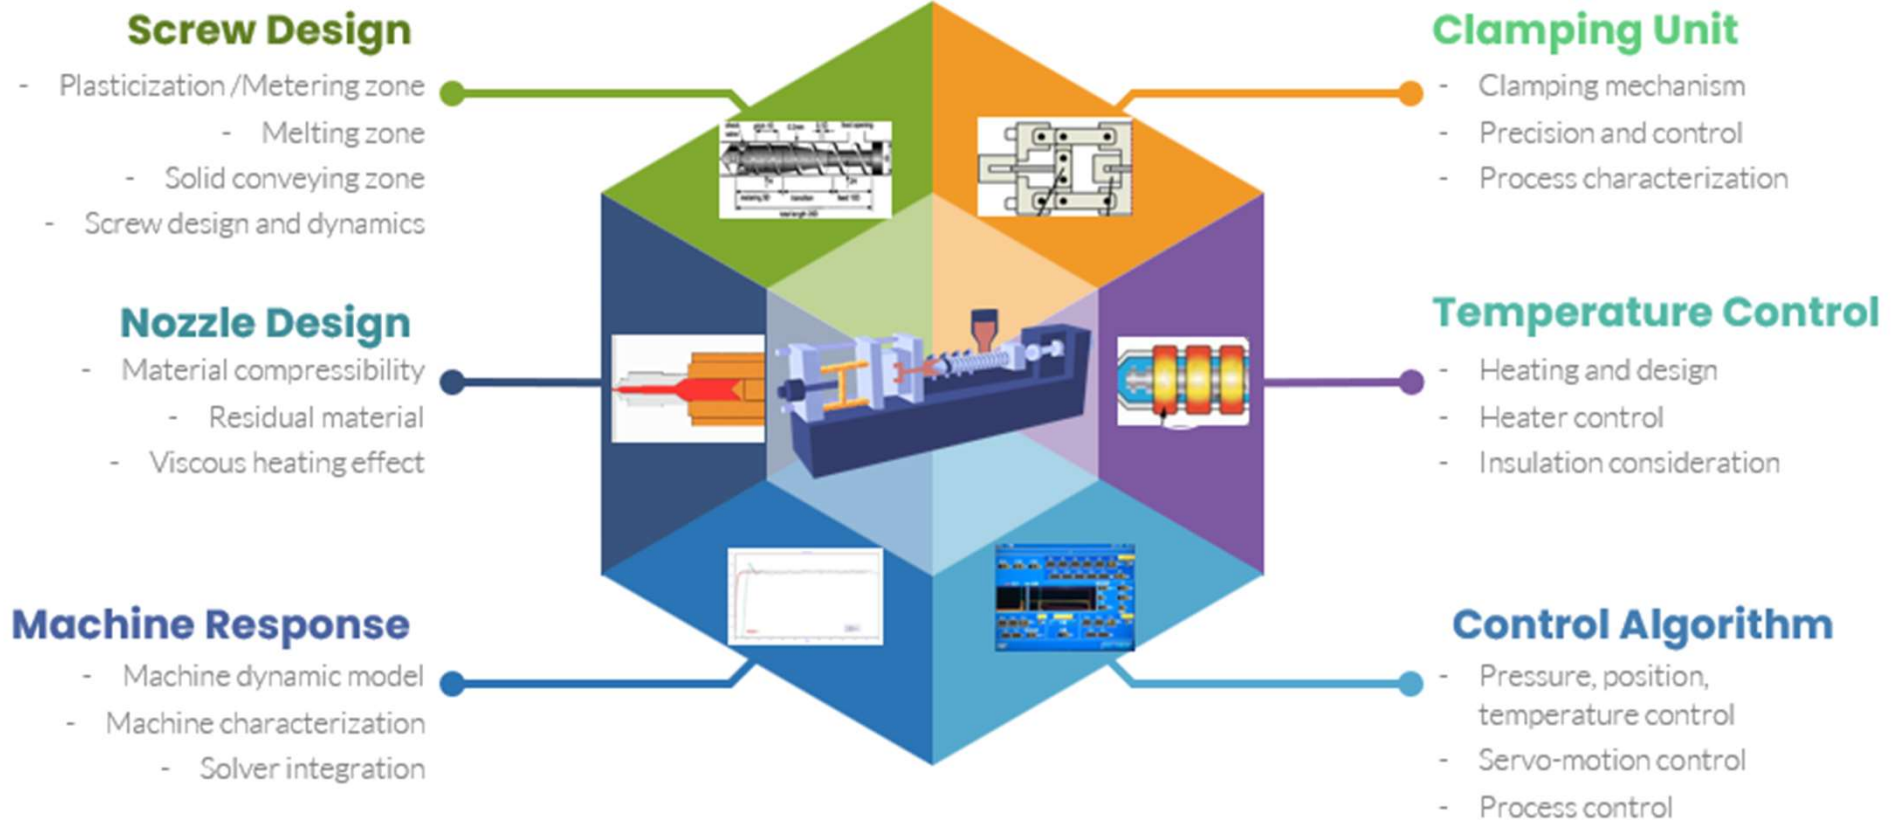 Screw Design
- Plasticization /Metering zone
- Melting zone
- Solid conveying zone
- Screw design and dynamics
Nozzle Design
- Material compressibility
- Residual material
- Viscous heating effect
Machine Response
- Machine dynamic model
- Machine characterization
- Solver integration
Clamping Unit
- Clamping mechanism
- Precision and control
- Process characterization
Temperature Control
- Heating and design
- Heater control
- Insulation consideration
Control Algorithm
- Pressure, position,
temperature control
- Servo-motion control
- Process control